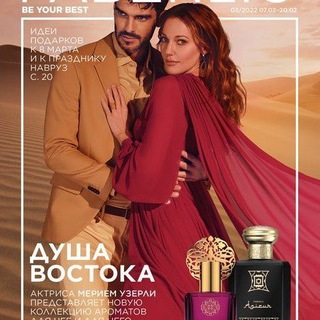 BE YOUR BEST
03/2022 07.02–20.02
ИДЕИ
ПОДАРКОВ
К 8 МАРТА
И К ПРАЗДНИКУ
НАВРУЗ
С. 20
ДУША
ВОСТОКА
АКТРИСА МЕРИЕМ УЗЕРЛИ
ПРЕДСТАВЛЯЕТ НОВУЮ
КОЛЛЕКЦИЮ АРОМАТОВ